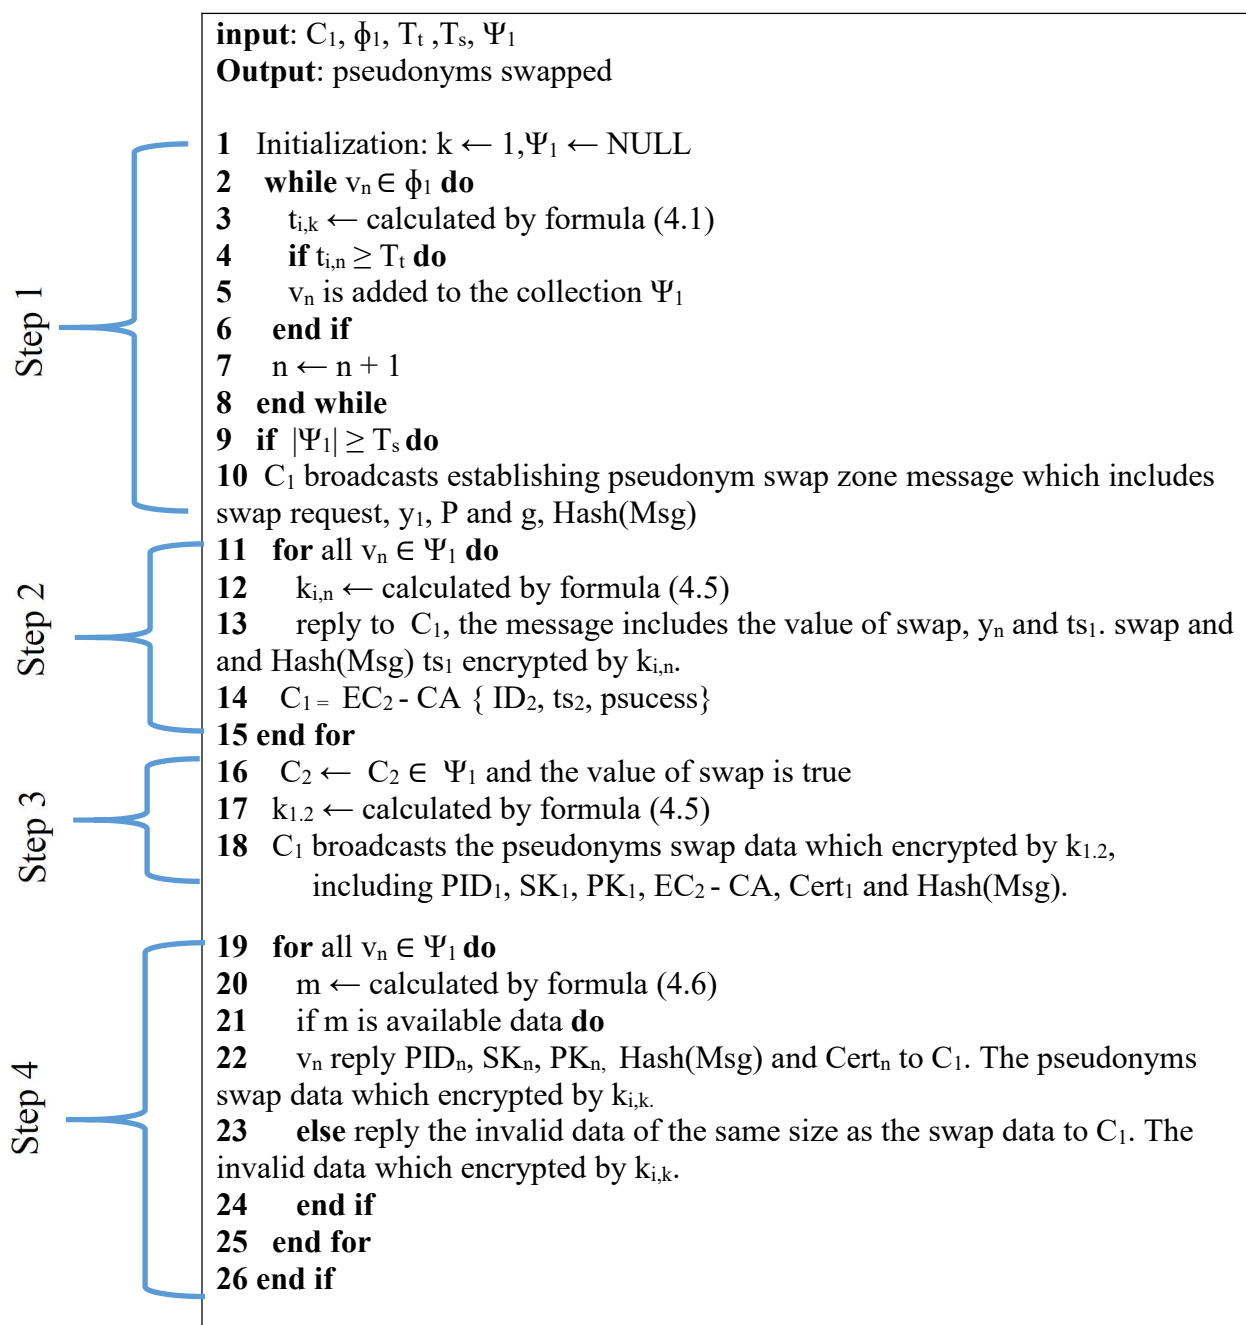 input: C₁, ϕ₁, Tₜ ,Tₛ, Ψ₁
Output: pseudonyms swapped
Step 1
1 Initialization: k ← 1,Ψ₁ ← NULL
2 while vₙ ∈ ϕ₁ do
3 t_{i,k} ← calculated by formula (4.1)
4 if t_{i,n} ≥ Tₜ do
5 vₙ is added to the collection Ψ₁
6 end if
7 n ← n + 1
8 end while
9 if |Ψ₁| ≥ Tₛ do
10 C₁ broadcasts establishing pseudonym swap zone message which includes
swap request, y₁, P and g, Hash(Msg)
Step 2
11 for all vₙ ∈ Ψ₁ do
12 k_{i,n} ← calculated by formula (4.5)
13 reply to C₁, the message includes the value of swap, yₙ and ts₁. swap and
and Hash(Msg) ts₁ encrypted by k_{i,n}.
14 C₁ = EC₂ - CA { ID₂, ts₂, psucess}
15 end for
Step 3
16 C₂ ← C₂ ∈ Ψ₁ and the value of swap is true
17 k_{1.2} ← calculated by formula (4.5)
18 C₁ broadcasts the pseudonyms swap data which encrypted by k_{1.2},
including PID₁, SK₁, PK₁, EC₂ - CA, Cert₁ and Hash(Msg).
Step 4
19 for all vₙ ∈ Ψ₁ do
20 m ← calculated by formula (4.6)
21 if m is available data do
22 vₙ reply PIDₙ, SKₙ, PKₙ, Hash(Msg) and Certₙ to C₁. The pseudonyms
swap data which encrypted by k_{i,k}.
23 else reply the invalid data of the same size as the swap data to C₁. The
invalid data which encrypted by k_{i,k}.
24 end if
25 end for
26 end if